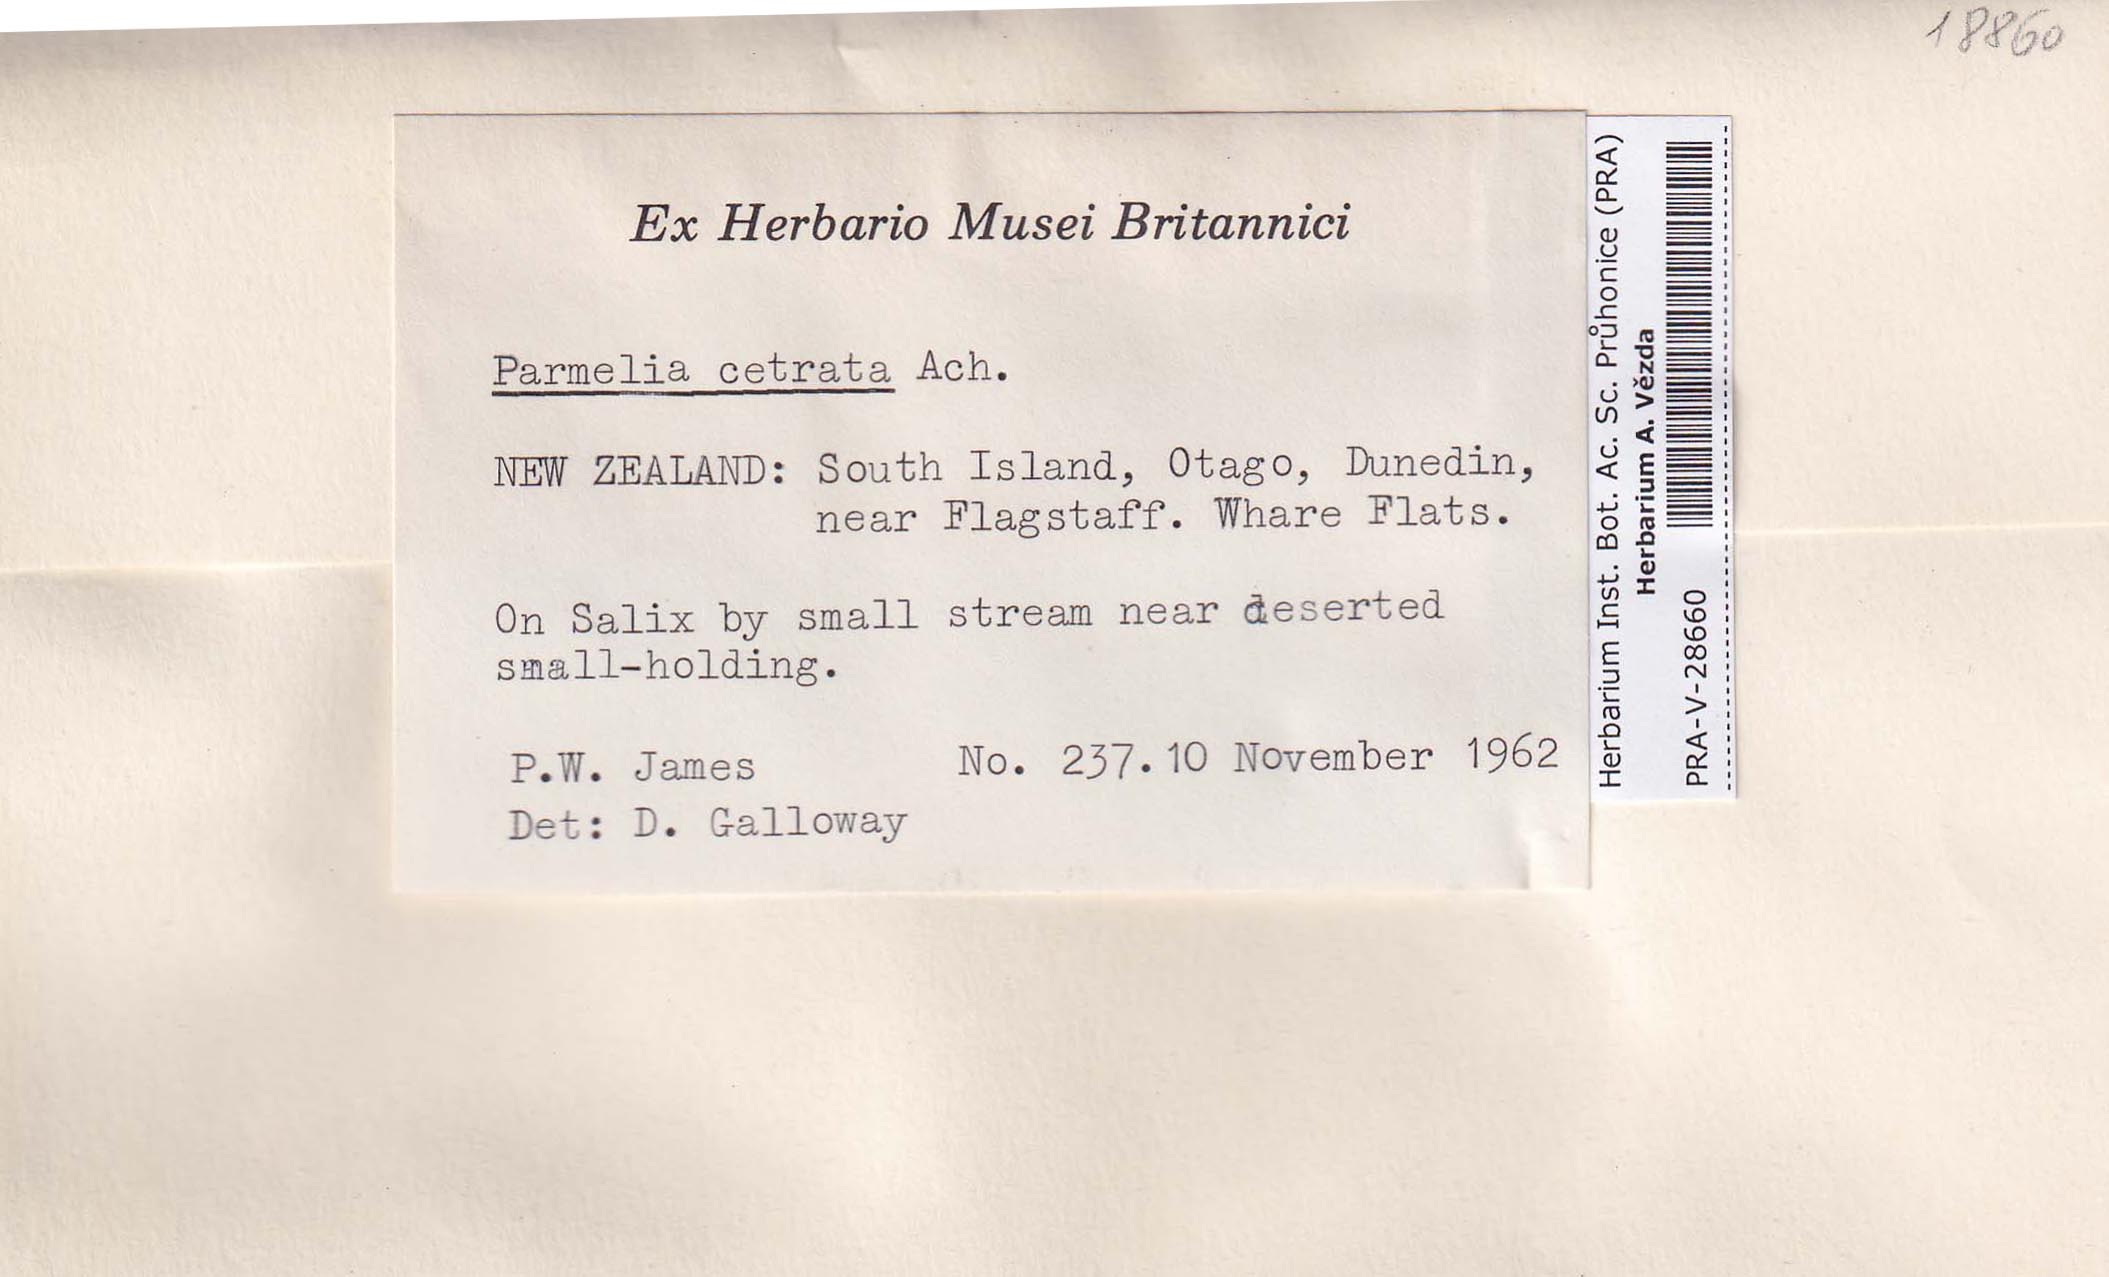 18860
Ex Herbario Musei Britannici
Parmelia cetrata Ach.
NEW ZEALAND: South Island, Otago, Dunedin,
near Flagstaff. Whare Flats.
On Salix by small stream near deserted
small-holding.
P.W. James No. 237.10 November 1962
Det: D. Galloway
Herbarium Inst. Bot. Ac. Sc. Průhonice (PRA)
Herbarium A. Vězda
PRA-V-28660